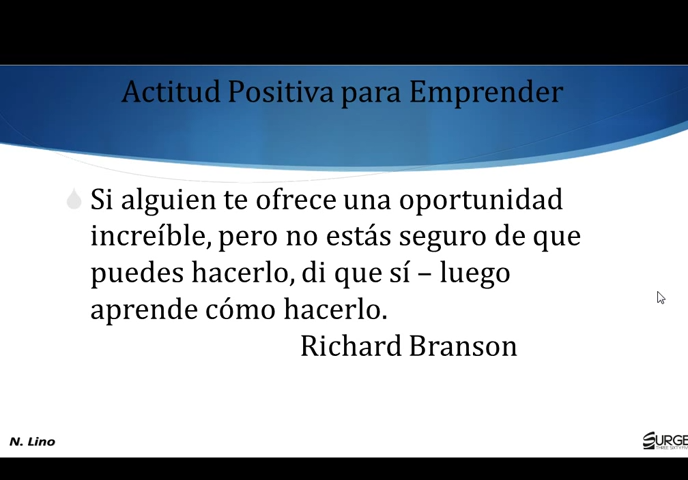 Actitud Positiva para Emprender
Si alguien te ofrece una oportunidad
increíble, pero no estás seguro de que
puedes hacerlo, di que sí – luego
aprende cómo hacerlo.
Richard Branson
N. Lino
SURGE